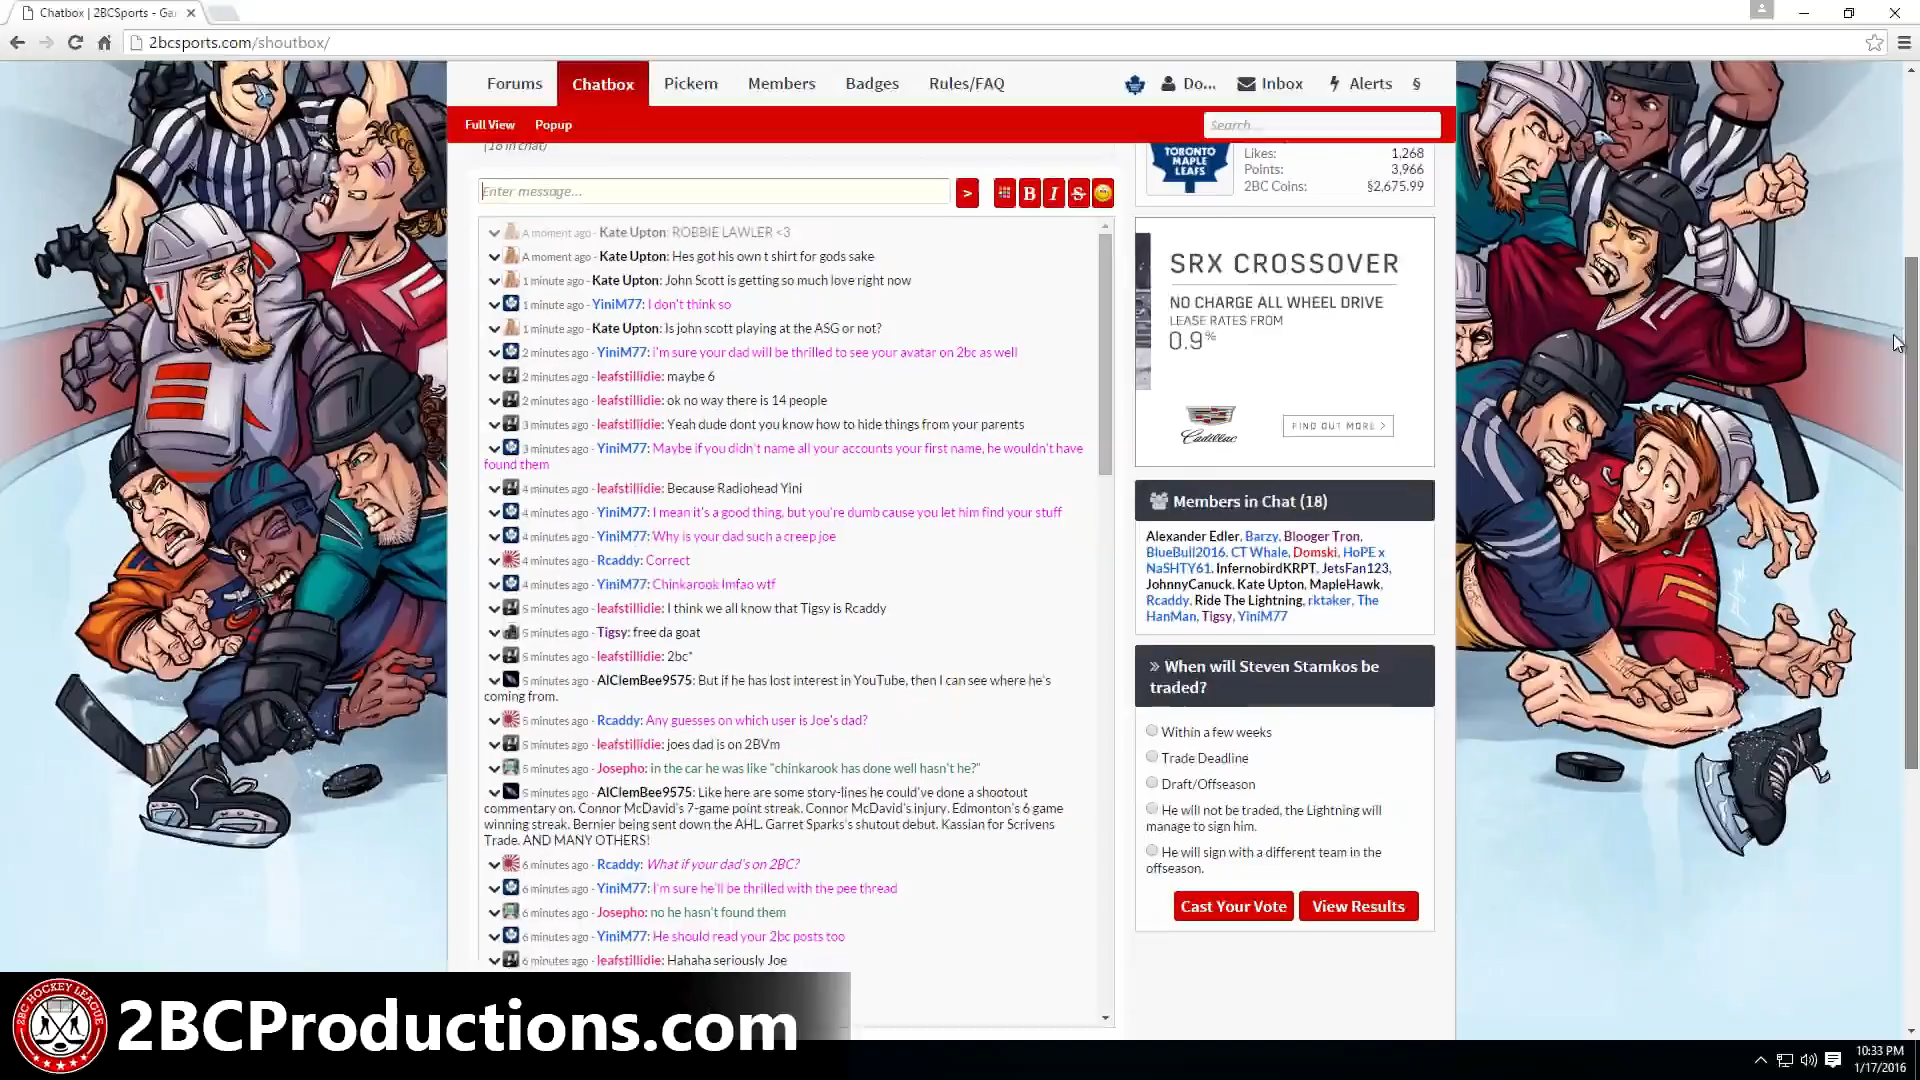 Chatbox | 2BCSports - Ga
2bcsports.com/shoutbox/
Forums Chatbox Pickem Members Badges Rules/FAQ Do... Inbox Alerts §
Full View Popup Search...
(18 in chat)
Enter message...
> B I S
A moment ago - Kate Upton: ROBBIE LAWLER <3
A moment ago - Kate Upton: Hes got his own t shirt for gods sake
1 minute ago - Kate Upton: John Scott is getting so much love right now
1 minute ago - YiniM77: I don't think so
1 minute ago - Kate Upton: Is john scott playing at the ASG or not?
2 minutes ago - YiniM77: i'm sure your dad will be thrilled to see your avatar on 2bc as well
2 minutes ago - leafstillidie: maybe 6
2 minutes ago - leafstillidie: ok no way there is 14 people
3 minutes ago - leafstillidie: Yeah dude dont you know how to hide things from your parents
3 minutes ago - YiniM77: Maybe if you didn't name all your accounts your first name, he wouldn't have
found them
4 minutes ago - leafstillidie: Because Radiohead Yini
4 minutes ago - YiniM77: I mean it's a good thing, but you're dumb cause you let him find your stuff
4 minutes ago - YiniM77: Why is your dad such a creep joe
4 minutes ago - Rcaddy: Correct
4 minutes ago - YiniM77: Chinkarook lmfao wtf
5 minutes ago - leafstillidie: I think we all know that Tigsy is Rcaddy
5 minutes ago - Tigsy: free da goat
5 minutes ago - leafstillidie: 2bc*
5 minutes ago - AlClemBee9575: But if he has lost interest in YouTube, then I can see where he's
coming from.
5 minutes ago - Rcaddy: Any guesses on which user is Joe's dad?
5 minutes ago - leafstillidie: joes dad is on 2BVm
5 minutes ago - Josepho: in the car he was like "chinkarook has done well hasn't he?"
5 minutes ago - AlClemBee9575: Like here are some story-lines he could've done a shootout
commentary on. Connor McDavid's 7-game point streak. Connor McDavid's injury. Edmonton's 6 game
winning streak. Bernier being sent down the AHL. Garret Sparks's shutout debut. Kassian for Scrivens
Trade. AND MANY OTHERS!
6 minutes ago - Rcaddy: What if your dad's on 2BC?
6 minutes ago - YiniM77: I'm sure he'll be thrilled with the pee thread
6 minutes ago - Josepho: no he hasn't found them
6 minutes ago - YiniM77: He should read your 2bc posts too
6 minutes ago - leafstillidie: Hahaha seriously Joe
TORONTO
MAPLE
LEAFS
Likes: 1,268
Points: 3,966
2BC Coins: §2,675.99
SRX CROSSOVER
NO CHARGE ALL WHEEL DRIVE
LEASE RATES FROM
0.9%
Cadillac
FIND OUT MORE >
Members in Chat (18)
Alexander Edler, Barzy, Blooger Tron,
BlueBull2016, CT Whale, Domski, HoPE x
NaSHTY61, InfernobirdKRPT, JetsFan123,
JohnnyCanuck, Kate Upton, MapleHawk,
Rcaddy, Ride The Lightning, rktaker, The
HanMan, Tigsy, YiniM77
» When will Steven Stamkos be
traded?
Within a few weeks
Trade Deadline
Draft/Offseason
He will not be traded, the Lightning will
manage to sign him.
He will sign with a different team in the
offseason.
Cast Your Vote View Results
2BC HOCKEY LEAGUE
2BCProductions.com
10:33 PM
1/17/2016